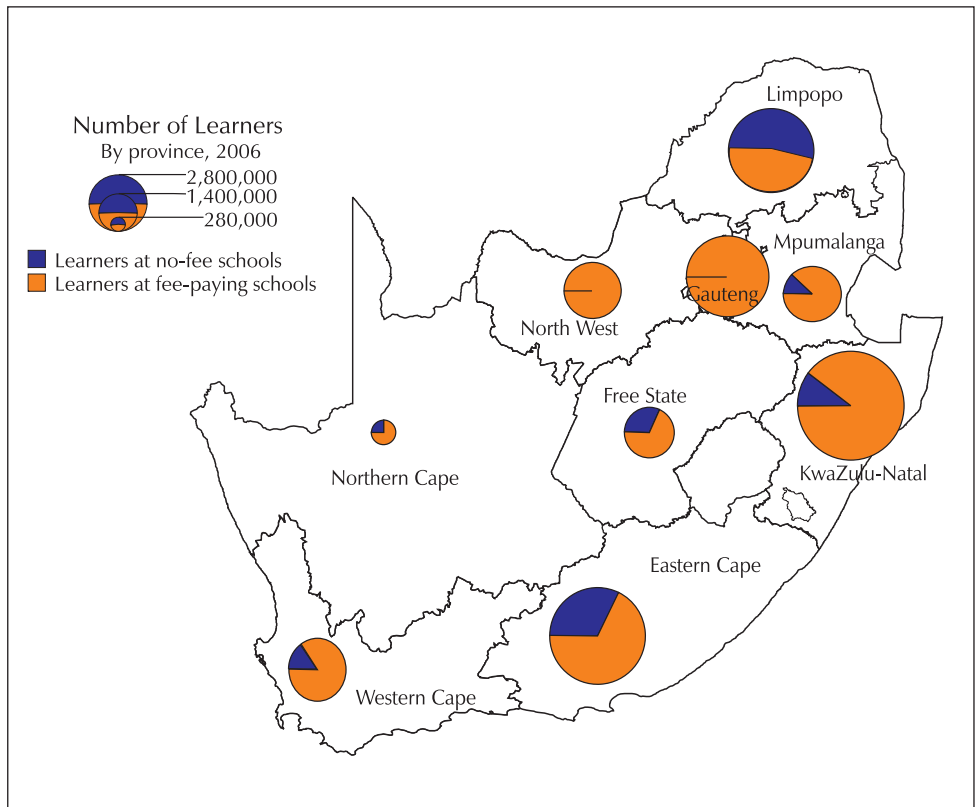 Number of Learners
By province, 2006
2,800,000
1,400,000
280,000
Learners at no-fee schools
Learners at fee-paying schools
Limpopo
Mpumalanga
Gauteng
North West
Free State
KwaZulu-Natal
Northern Cape
Eastern Cape
Western Cape